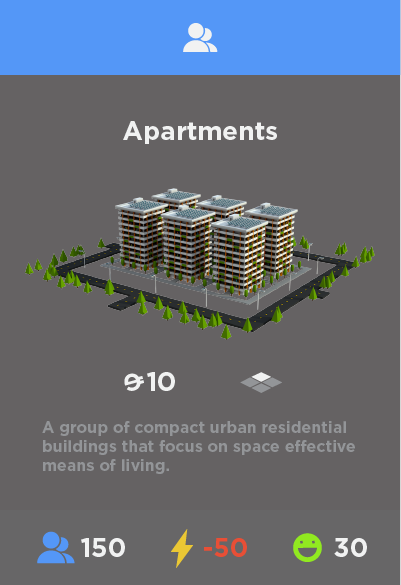 Apartments
10
A group of compact urban residential
buildings that focus on space effective
means of living.
150 -50 30